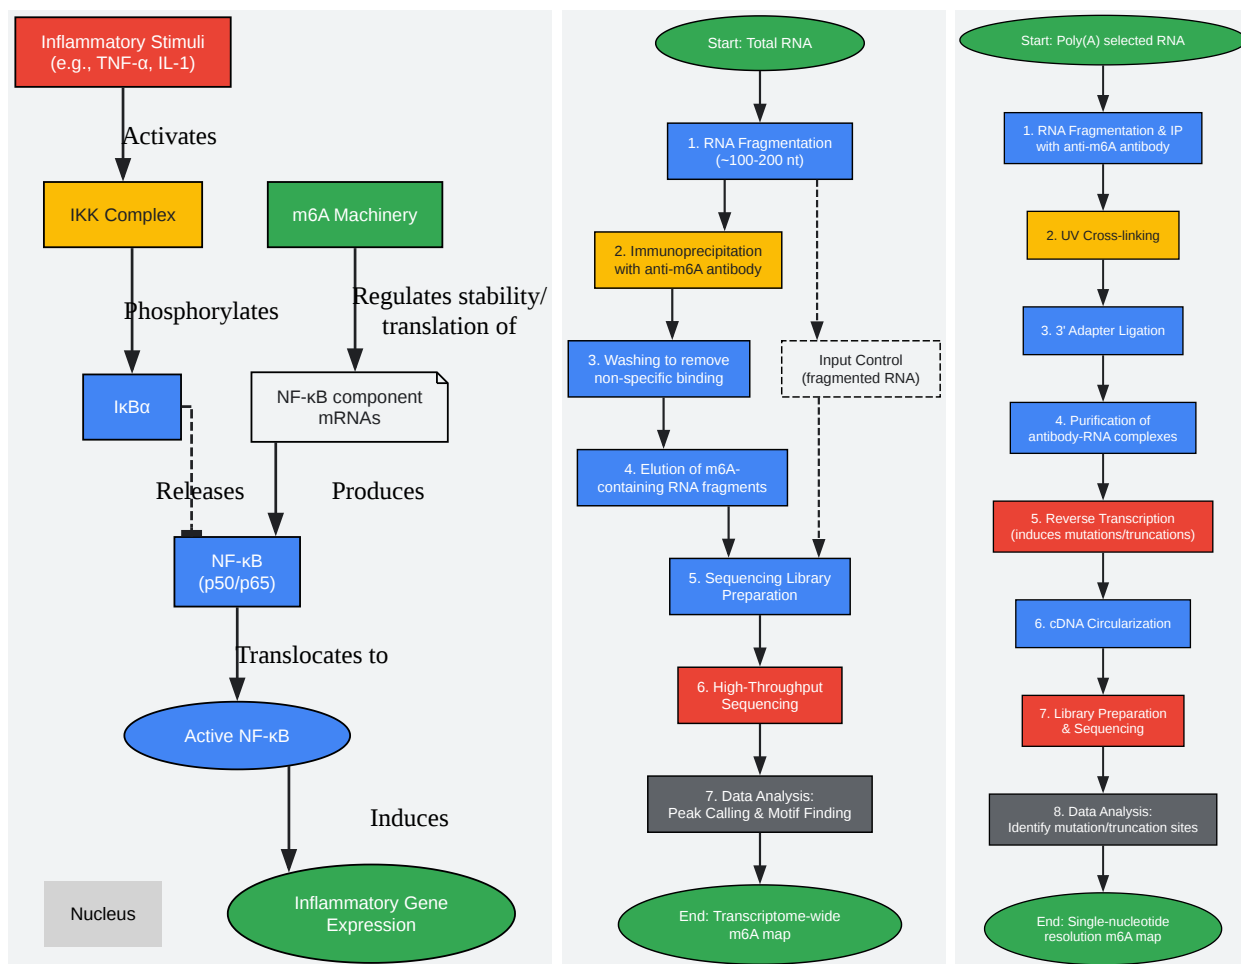 Inflammatory Stimuli
(e.g., TNF-α, IL-1)
Activates
IKK Complex
m6A Machinery
Phosphorylates
Regulates stability/
translation of
IκBα
NF-κB component
mRNAs
Releases
Produces
NF-κB
(p50/p65)
Translocates to
Active NF-κB
Induces
Inflammatory Gene
Expression
Nucleus
Start: Total RNA
1. RNA Fragmentation
(~100-200 nt)
2. Immunoprecipitation
with anti-m6A antibody
3. Washing to remove
non-specific binding
Input Control
(fragmented RNA)
4. Elution of m6A-
containing RNA fragments
5. Sequencing Library
Preparation
6. High-Throughput
Sequencing
7. Data Analysis:
Peak Calling & Motif Finding
End: Transcriptome-wide
m6A map
Start: Poly(A) selected RNA
1. RNA Fragmentation & IP
with anti-m6A antibody
2. UV Cross-linking
3. 3' Adapter Ligation
4. Purification of
antibody-RNA complexes
5. Reverse Transcription
(induces mutations/truncations)
6. cDNA Circularization
7. Library Preparation
& Sequencing
8. Data Analysis:
Identify mutation/truncation sites
End: Single-nucleotide
resolution m6A map